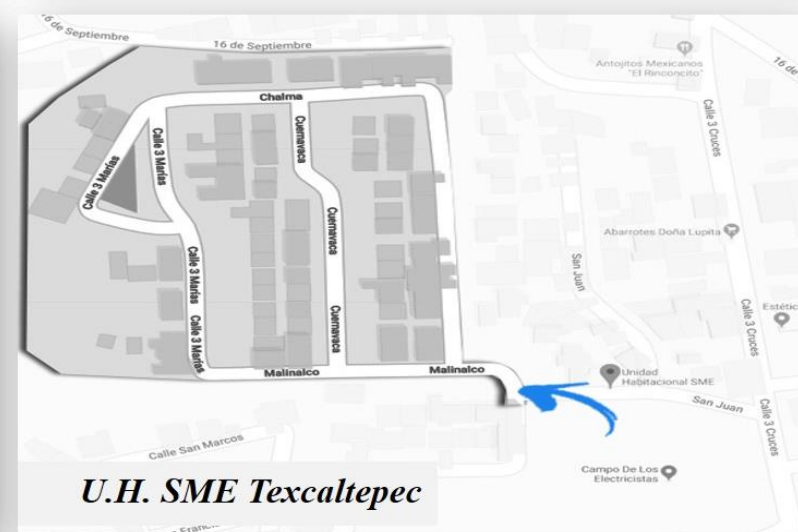 16 de Septiembre
16 de Septiembre
16 de
Antojitos Mexicanos
"El Rinconcito"
Chalma
Calle 3 Cruces
Calle 3 Marías
Calle 3 Marías
Cuernavaca
Cuernavaca
Cuernavaca
Abarrotes Doña Lupita
San Juan
Calle 3 Marías
Calle 3 Marías
Calle 3 Cruces
Estétic
Malinalco
Malinalco
Unidad
Habitacional SME
San Juan
Calle 3 Cruces
Calle San Marcos
Campo De Los
Electricistas
U.H. SME Texcaltepec